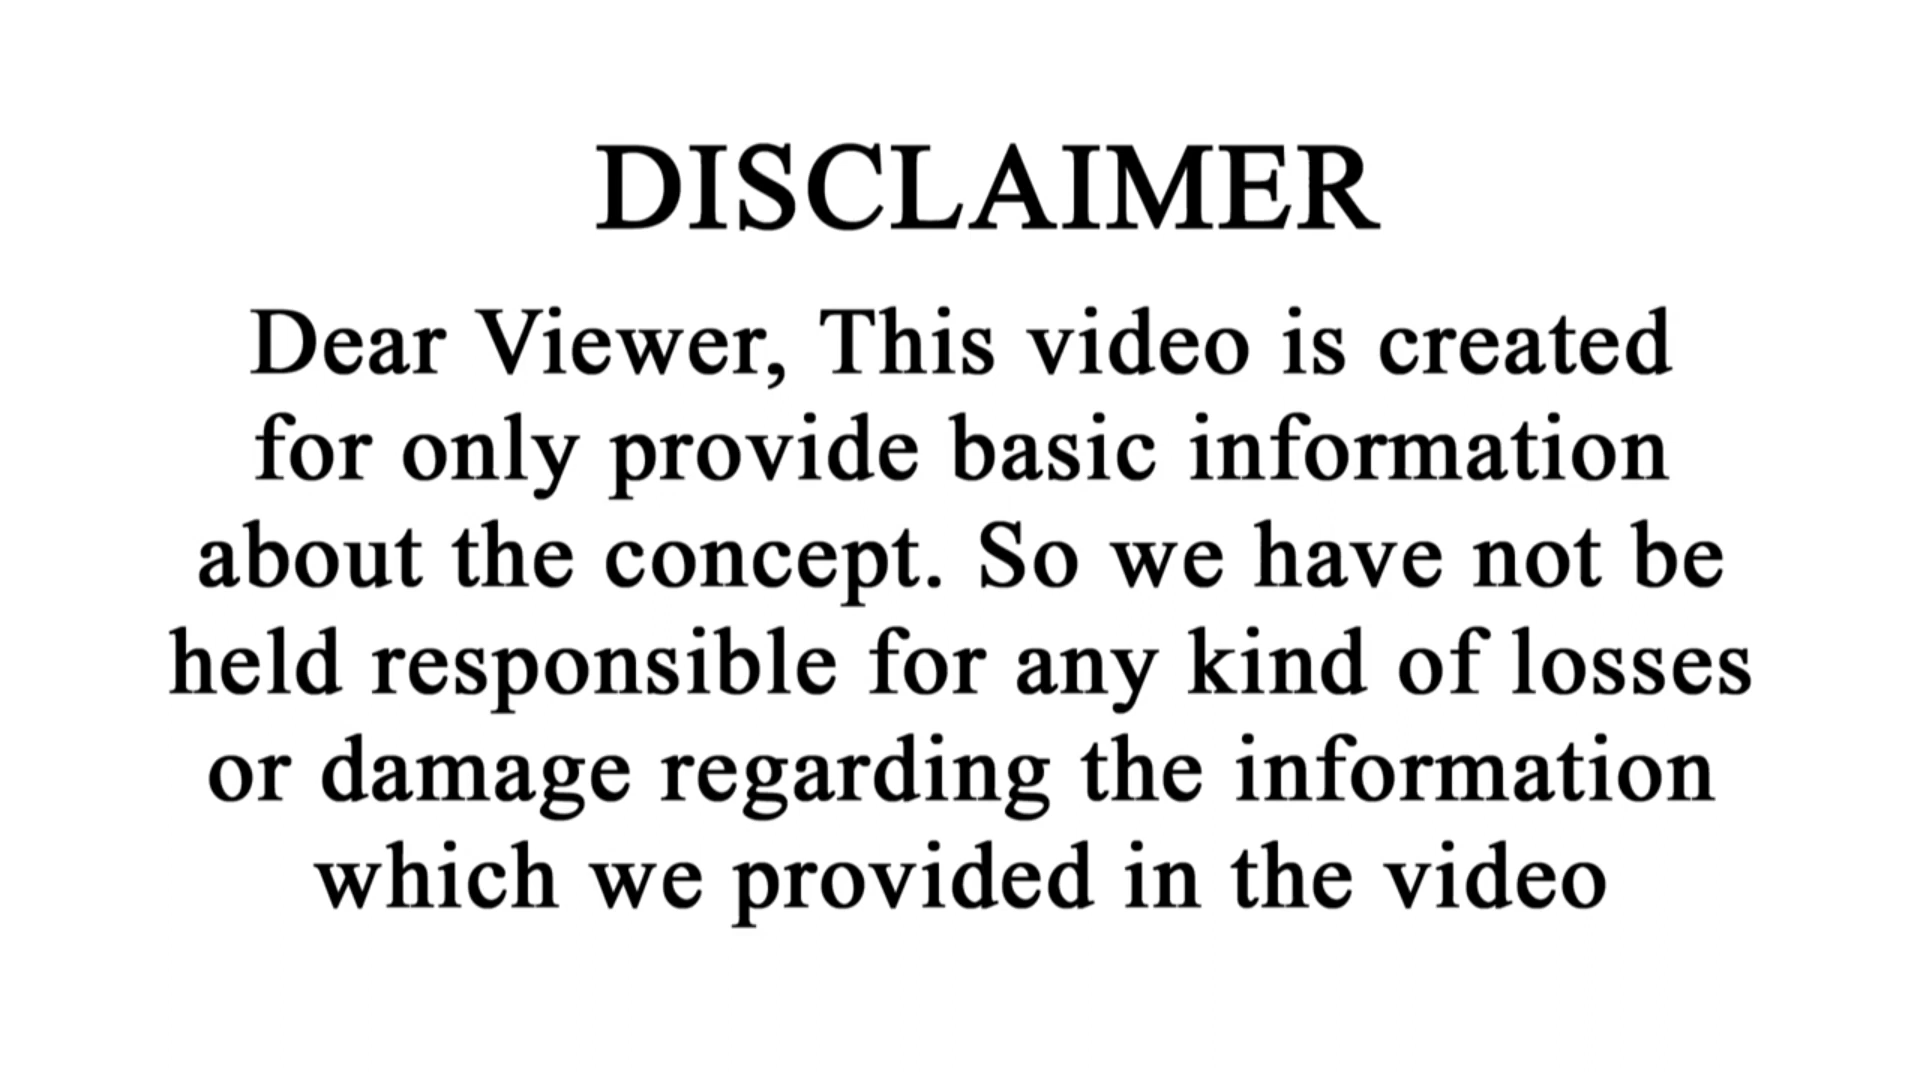 DISCLAIMER
Dear Viewer, This video is created
for only provide basic information
about the concept. So we have not be
held responsible for any kind of losses
or damage regarding the information
which we provided in the video